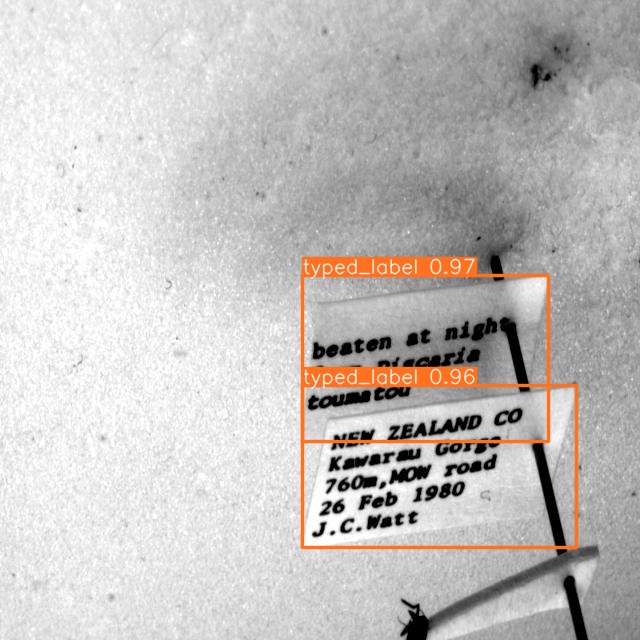 typed_label 0.97
beaten at night
Discaria
typed_label 0.96
toumatou
NEW ZEALAND CO
Kawarau Gorge
760m,MOW road
26 Feb 1980
J.C.Watt